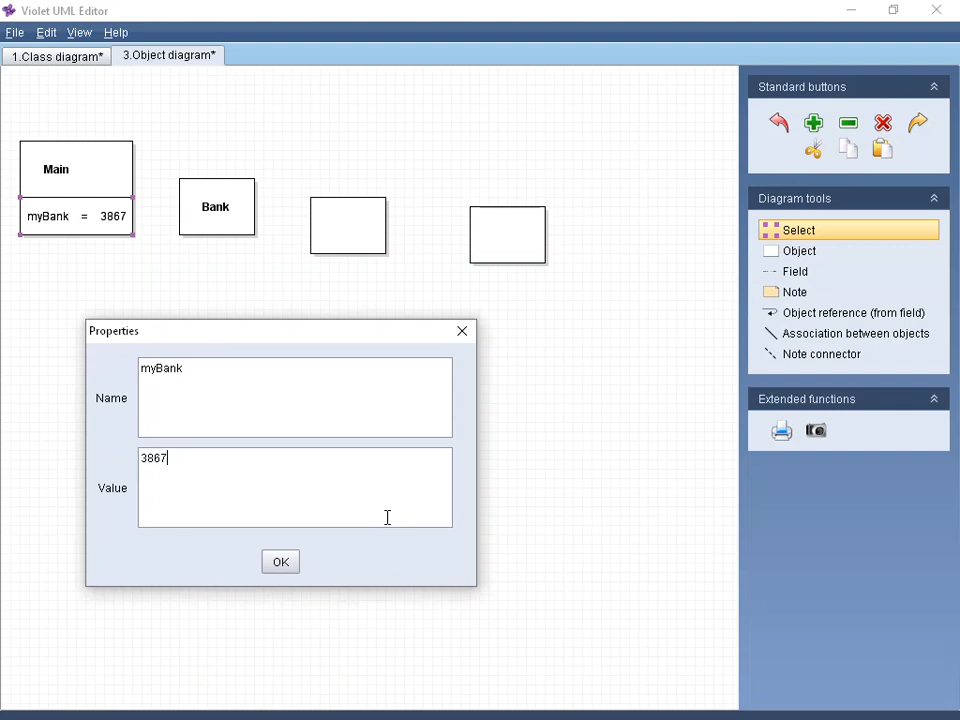 Violet UML Editor
File Edit View Help
1.Class diagram* 3.Object diagram*
Standard buttons
Main
myBank = 3867
Bank
Diagram tools
Select
Object
Field
Note
Object reference (from field)
Association between objects
Note connector
Extended functions
Properties
Name
myBank
Value
3867
OK